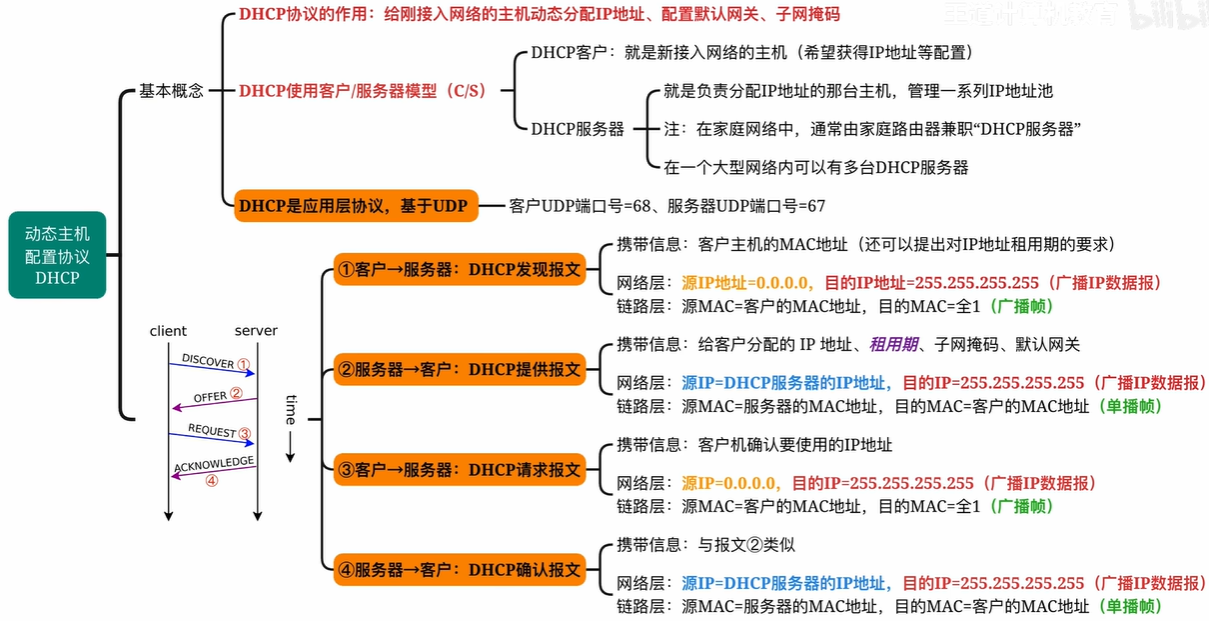 王道计算机教育 bilibili
DHCP协议的作用：给刚接入网络的主机动态分配IP地址、配置默认网关、子网掩码
DHCP客户：就是新接入网络的主机（希望获得IP地址等配置）
基本概念
DHCP使用客户/服务器模型（C/S）
就是负责分配IP地址的那台主机，管理一系列IP地址池
DHCP服务器
注：在家庭网络中，通常由家庭路由器兼职“DHCP服务器”
在一个大型网络内可以有多台DHCP服务器
DHCP是应用层协议，基于UDP
客户UDP端口号=68、服务器UDP端口号=67
动态主机
配置协议
DHCP
①客户→服务器：DHCP发现报文
携带信息：客户主机的MAC地址（还可以提出对IP地址租用期的要求）
网络层：源IP地址=0.0.0.0，目的IP地址=255.255.255.255（广播IP数据报）
链路层：源MAC=客户的MAC地址，目的MAC=全1（广播帧）
client
server
DISCOVER ①
OFFER ②
REQUEST ③
ACKNOWLEDGE
④
time
②服务器→客户：DHCP提供报文
携带信息：给客户分配的 IP 地址、租用期、子网掩码、默认网关
网络层：源IP=DHCP服务器的IP地址，目的IP=255.255.255.255（广播IP数据报）
链路层：源MAC=服务器的MAC地址，目的MAC=客户的MAC地址（单播帧）
③客户→服务器：DHCP请求报文
携带信息：客户机确认要使用的IP地址
网络层：源IP=0.0.0.0，目的IP=255.255.255.255（广播IP数据报）
链路层：源MAC=客户的MAC地址，目的MAC=全1（广播帧）
④服务器→客户：DHCP确认报文
携带信息：与报文②类似
网络层：源IP=DHCP服务器的IP地址，目的IP=255.255.255.255（广播IP数据报）
链路层：源MAC=服务器的MAC地址，目的MAC=客户的MAC地址（单播帧）